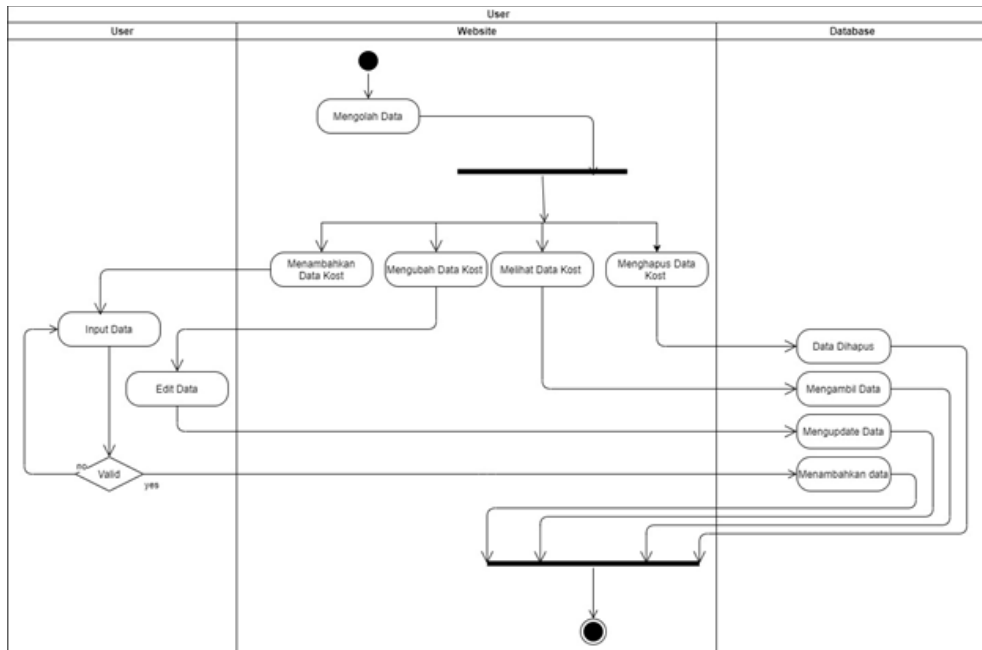 User
User
Website
Database
Mengolah Data
Menambahkan
Data Kost
Mengubah Data Kost
Melihat Data Kost
Menghapus Data
Kost
Input Data
Data Dihapus
Edit Data
Mengambil Data
Mengupdate Data
no
Valid
yes
Menambahkan data